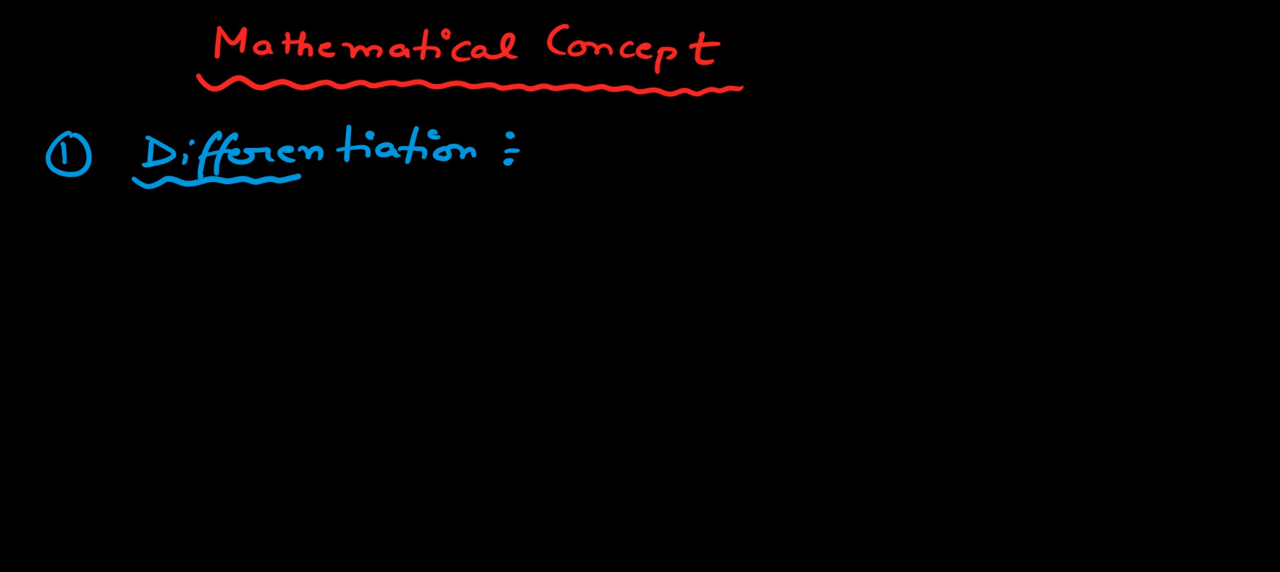 Mathematical Concept
① Differentiation :-